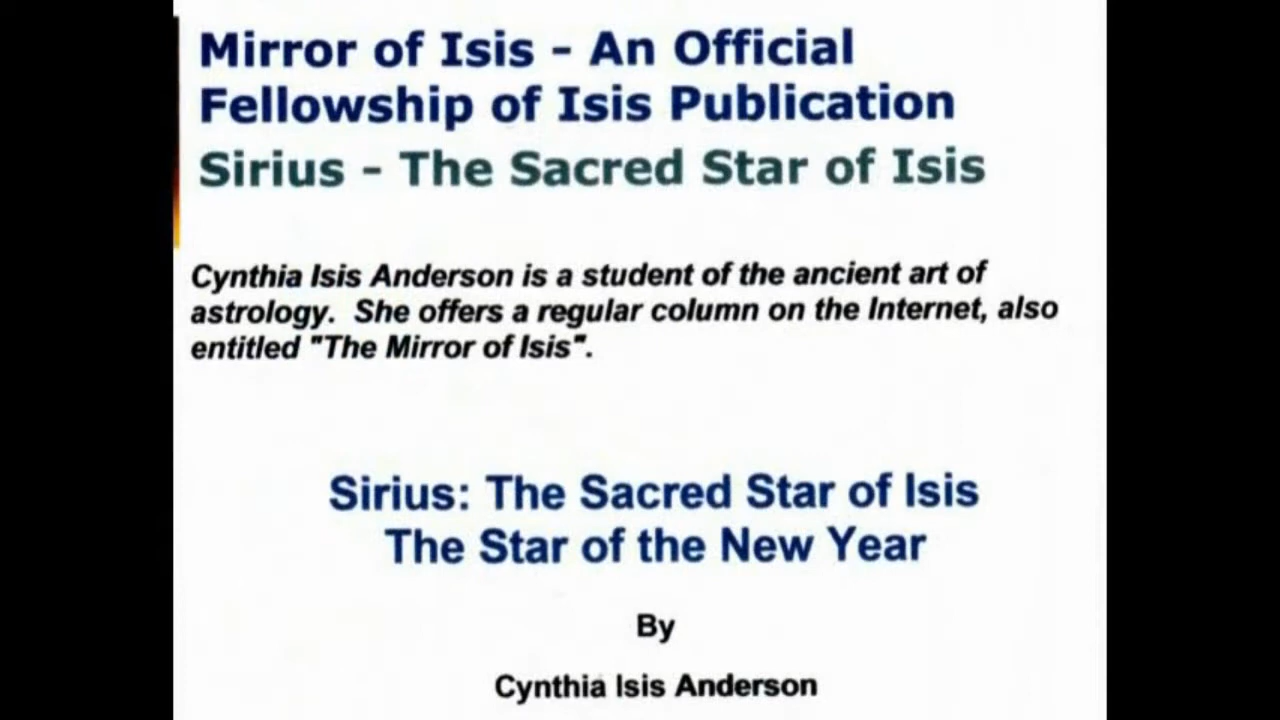 Mirror of Isis - An Official
Fellowship of Isis Publication
Sirius - The Sacred Star of Isis
Cynthia Isis Anderson is a student of the ancient art of
astrology. She offers a regular column on the Internet, also
entitled "The Mirror of Isis".
Sirius: The Sacred Star of Isis
The Star of the New Year
By
Cynthia Isis Anderson